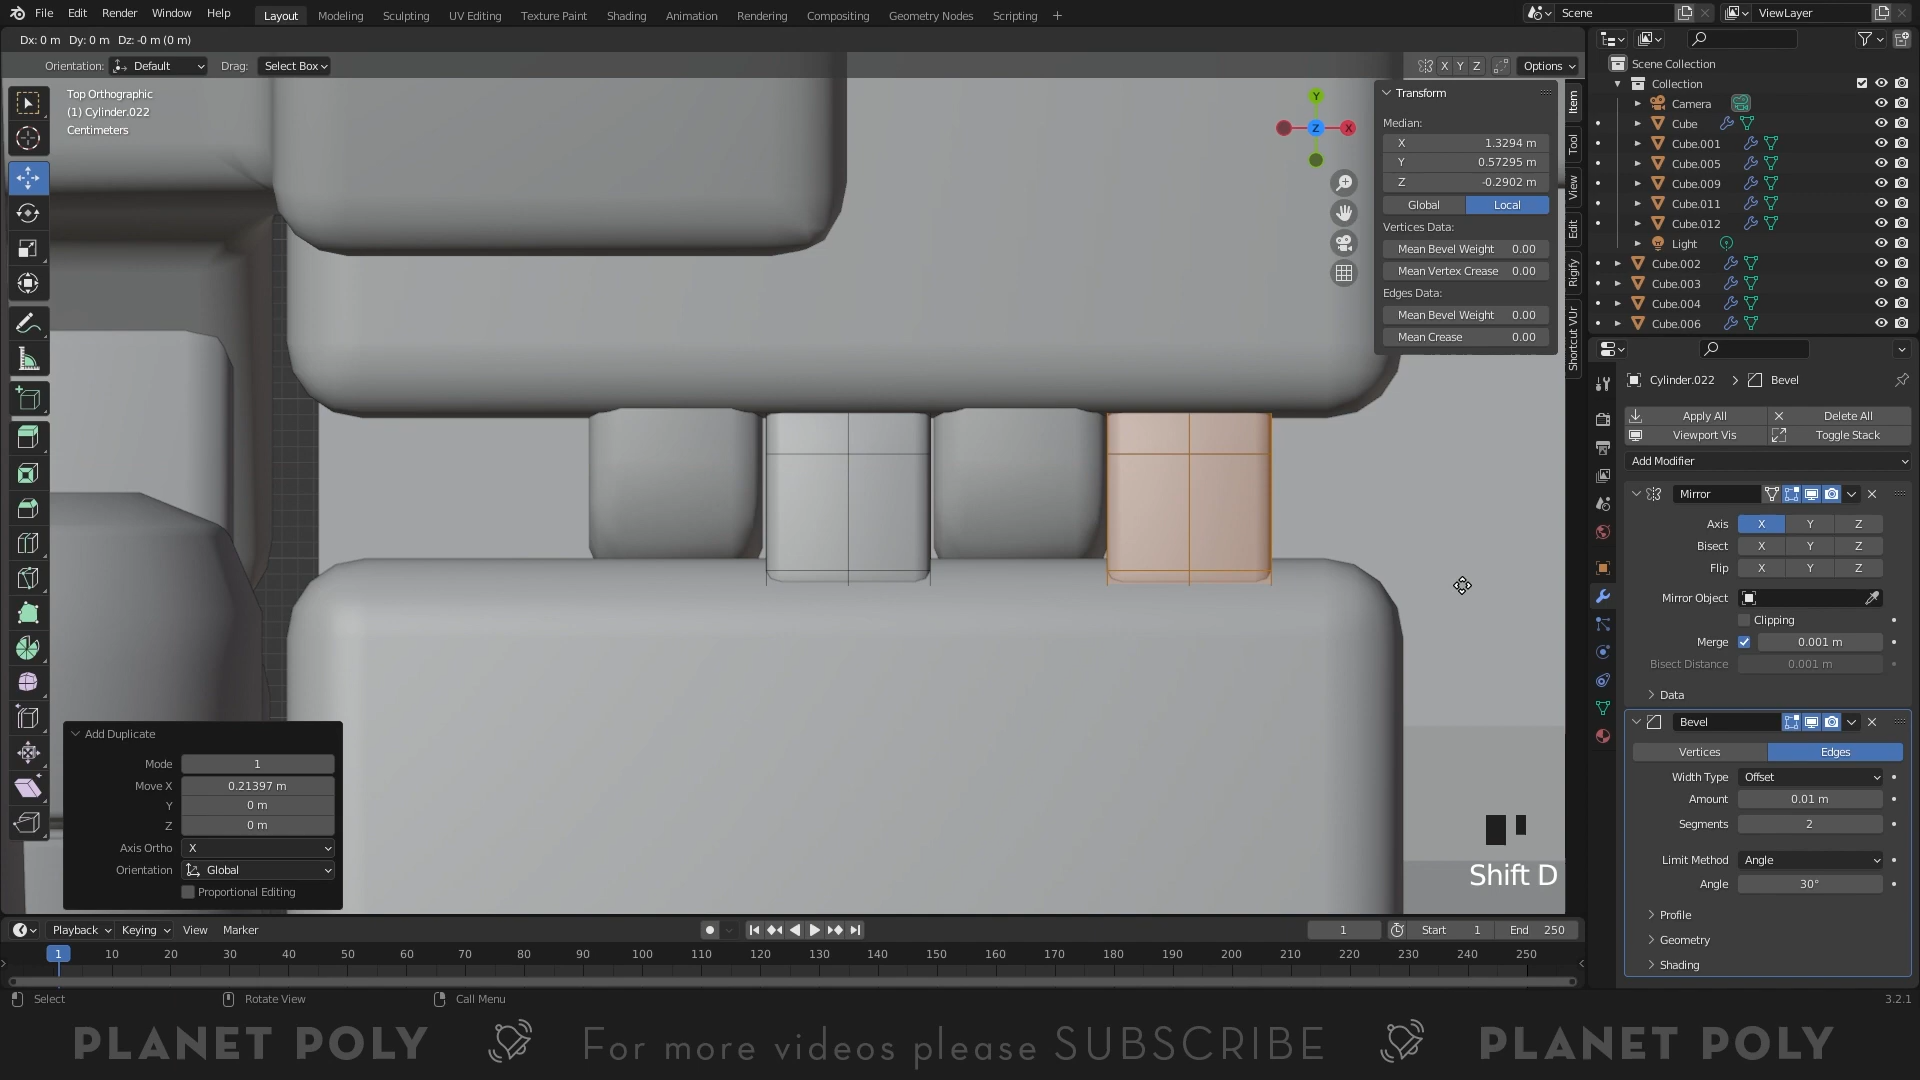 File Edit Render Window Help Layout Modeling Sculpting UV Editing Texture Paint Shading Animation Rendering Compositing Geometry Nodes Scripting + Scene ViewLayer
Dx: 0 m Dy: 0 m Dz: -0 m (0 m)
Orientation: Default Drag: Select Box X Y Z Options
Top Orthographic
(1) Cylinder.022
Centimeters
Y
X
Z
Transform
Median:
X 1.3294 m
Y 0.57295 m
Z -0.2902 m
Global Local
Vertices Data:
Mean Bevel Weight 0.00
Mean Vertex Crease 0.00
Edges Data:
Mean Bevel Weight 0.00
Mean Crease 0.00
Item
Tool
View
Edit
Rigify
Shortcut VUr
Scene Collection
Collection
Camera
Cube
Cube.001
Cube.005
Cube.009
Cube.011
Cube.012
Light
Cube.002
Cube.003
Cube.004
Cube.006
Cylinder.022 > Bevel
Apply All Delete All
Viewport Vis Toggle Stack
Add Modifier
Mirror
Axis X Y Z
Bisect X Y Z
Flip X Y Z
Mirror Object
Clipping
Merge 0.001 m
Bisect Distance 0.001 m
Data
Bevel
Vertices Edges
Width Type Offset
Amount 0.01 m
Segments 2
Limit Method Angle
Angle 30°
Profile
Geometry
Shading
Add Duplicate
Mode 1
Move X 0.21397 m
Y 0 m
Z 0 m
Axis Ortho X
Orientation Global
Proportional Editing
Shift D
Playback Keying View Marker 1 Start 1 End 250
1 10 20 30 40 50 60 70 80 90 100 110 120 130 140 150 160 170 180 190 200 210 220 230 240 250
Select Rotate View Call Menu 3.2.1
PLANET POLY For more videos please SUBSCRIBE PLANET POLY